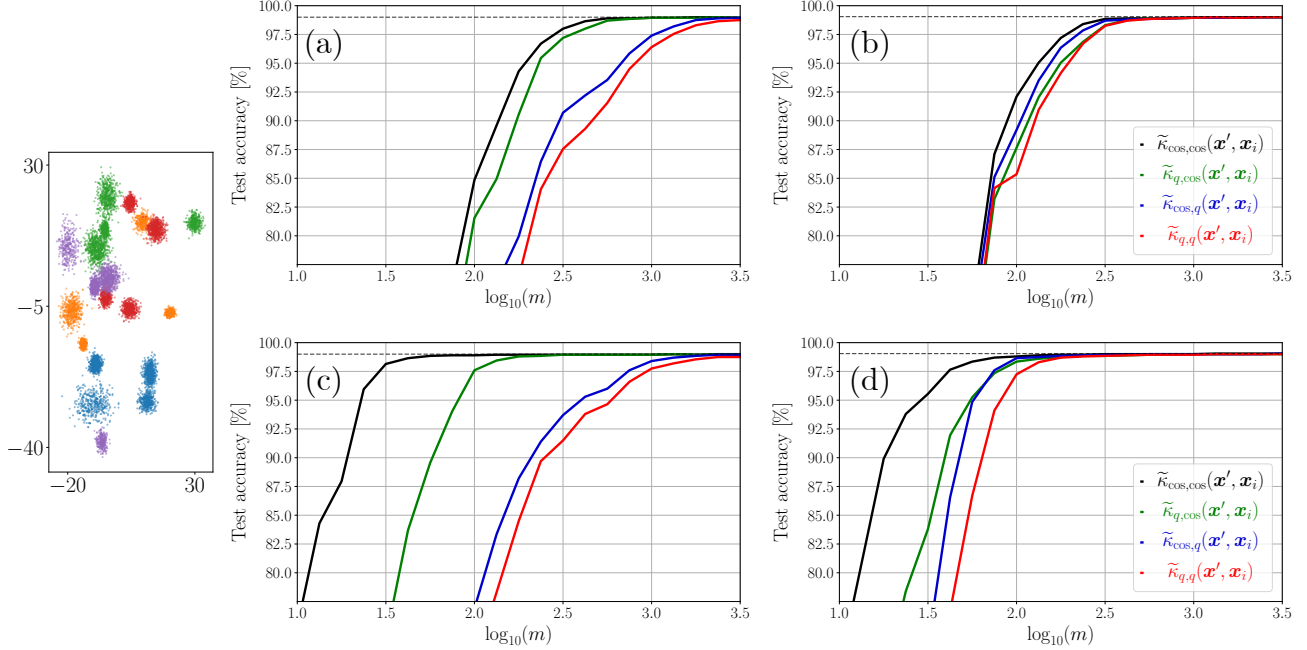 30
−5
−40
−20 30
(a)
Test accuracy [%]
100.0
97.5
95.0
92.5
90.0
87.5
85.0
82.5
80.0
1.0 1.5 2.0 2.5 3.0 3.5
log₁₀(m)
(b)
Test accuracy [%]
100.0
97.5
95.0
92.5
90.0
87.5
85.0
82.5
80.0
1.0 1.5 2.0 2.5 3.0 3.5
log₁₀(m)
κ̃cos,cos(x′, xᵢ)
κ̃q,cos(x′, xᵢ)
κ̃cos,q(x′, xᵢ)
κ̃q,q(x′, xᵢ)
(c)
Test accuracy [%]
100.0
97.5
95.0
92.5
90.0
87.5
85.0
82.5
80.0
1.0 1.5 2.0 2.5 3.0 3.5
log₁₀(m)
(d)
Test accuracy [%]
100.0
97.5
95.0
92.5
90.0
87.5
85.0
82.5
80.0
1.0 1.5 2.0 2.5 3.0 3.5
log₁₀(m)
κ̃cos,cos(x′, xᵢ)
κ̃q,cos(x′, xᵢ)
κ̃cos,q(x′, xᵢ)
κ̃q,q(x′, xᵢ)